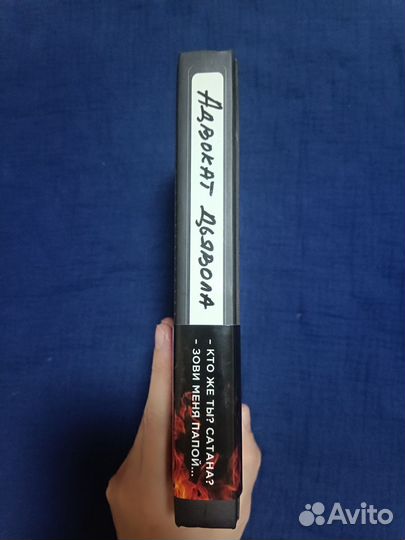 Адвокат Дьявола
- КТО ЖЕ ТЫ? САТАНА?
- ЗОВИ МЕНЯ ПАПОЙ...
Avito